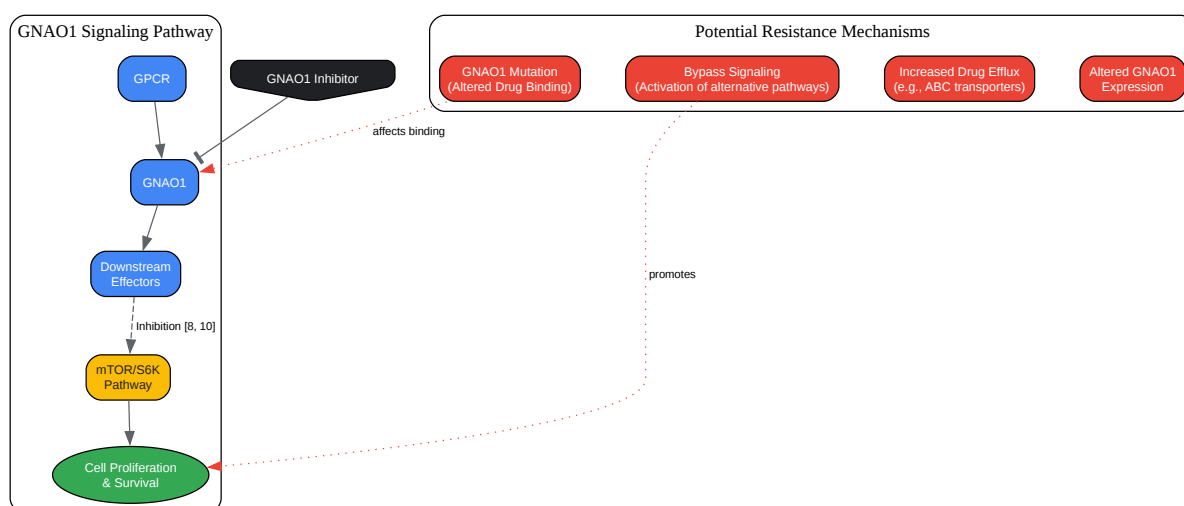 GNAO1 Signaling Pathway
Potential Resistance Mechanisms
GPCR
GNAO1 Inhibitor
GNAO1 Mutation
(Altered Drug Binding)
Bypass Signaling
(Activation of alternative pathways)
Increased Drug Efflux
(e.g., ABC transporters)
Altered GNAO1
Expression
affects binding
GNAO1
Downstream
Effectors
promotes
Inhibition [8, 10]
mTOR/S6K
Pathway
Cell Proliferation
& Survival